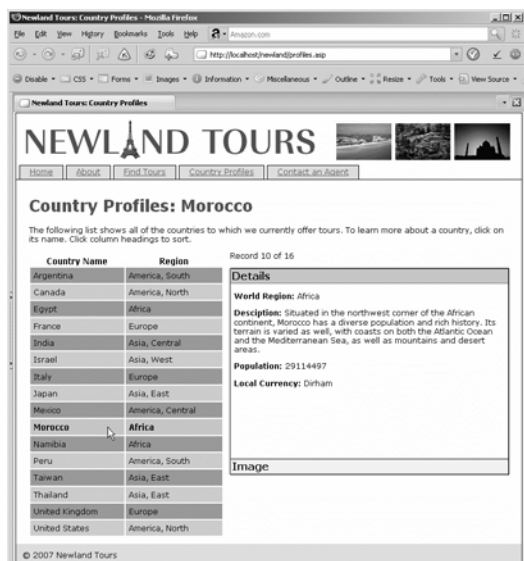 Newland Tours: Country Profiles - Mozilla Firefox
File Edit View History Bookmarks Tools Help
Amazon.com
http://localhost/newland/profiles.asp
Disable CSS Forms Images Information Miscellaneous Outline Resize Tools View Source
Newland Tours: Country Profiles
NEWLAND TOURS
Home About Find Tours Country Profiles Contact an Agent
Country Profiles: Morocco
The following list shows all of the countries to which we currently offer tours. To learn more about a country, click on
its name. Click column headings to sort.
Country Name Region
Argentina America, South
Canada America, North
Egypt Africa
France Europe
India Asia, Central
Israel Asia, West
Italy Europe
Japan Asia, East
Mexico America, Central
Morocco Africa
Namibia Africa
Peru America, South
Taiwan Asia, East
Thailand Asia, East
United Kingdom Europe
United States America, North
Record 10 of 16
Details
World Region: Africa
Desciption: Situated in the northwest corner of the African
continent, Morocco has a diverse population and rich history. Its
terrain is varied as well, with coasts on both the Atlantic Ocean
and the Mediterranean Sea, as well as mountains and desert
areas.
Population: 29114497
Local Currency: Dirham
Image
© 2007 Newland Tours